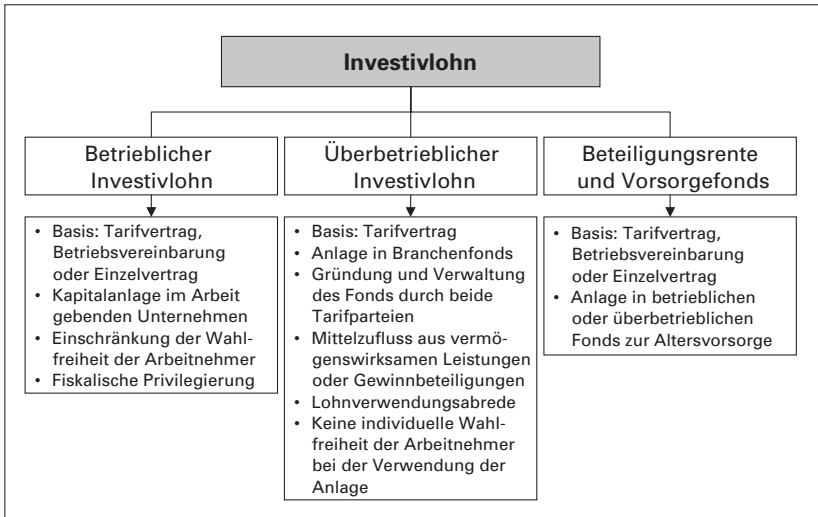 Investivlohn
Betrieblicher
Investivlohn
• Basis: Tarifvertrag,
Betriebsvereinbarung
oder Einzelvertrag
• Kapitalanlage im Arbeit
gebenden Unternehmen
• Einschränkung der Wahl-
freiheit der Arbeitnehmer
• Fiskalische Privilegierung
Überbetrieblicher
Investivlohn
• Basis: Tarifvertrag
• Anlage in Branchenfonds
• Gründung und Verwaltung
des Fonds durch beide
Tarifparteien
• Mittelzufluss aus vermö-
genswirksamen Leistungen
oder Gewinnbeteiligungen
• Lohnverwendungsabrede
• Keine individuelle Wahl-
freiheit der Arbeitnehmer
bei der Verwendung der
Anlage
Beteiligungsrente
und Vorsorgefonds
• Basis: Tarifvertrag,
Betriebsvereinbarung
oder Einzelvertrag
• Anlage in betrieblichen
oder überbetrieblichen
Fonds zur Altersvorsorge